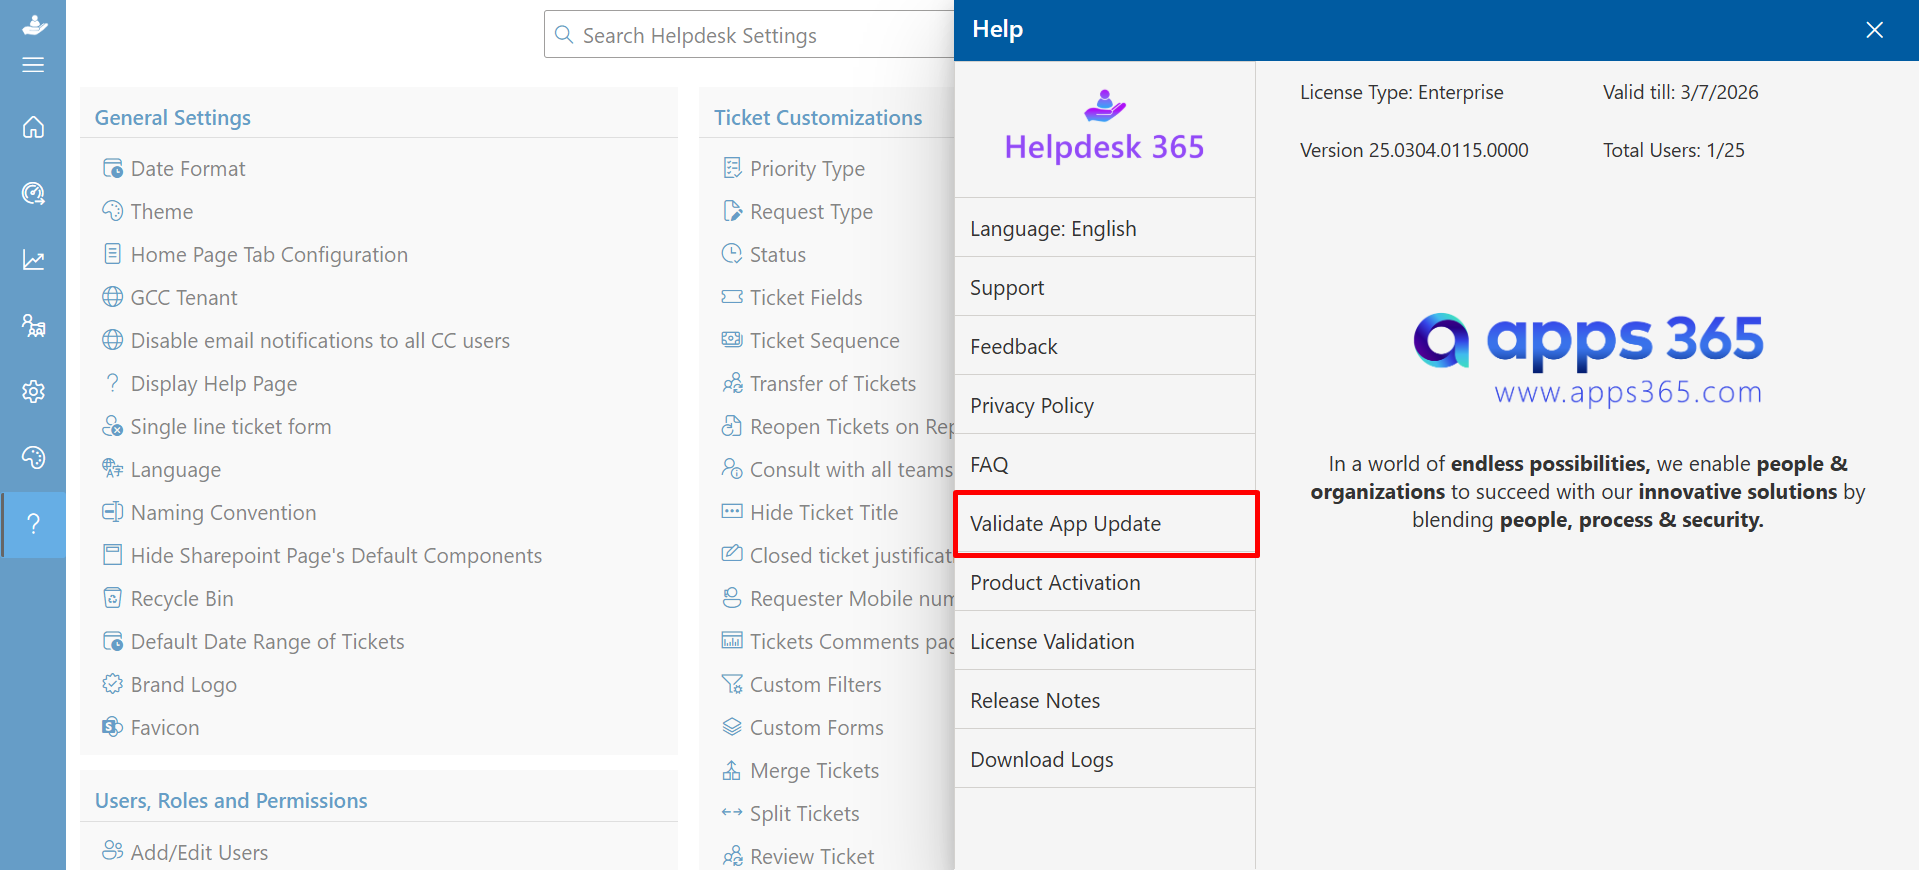 Search Helpdesk Settings
General Settings
Date Format
Theme
Home Page Tab Configuration
GCC Tenant
Disable email notifications to all CC users
Display Help Page
Single line ticket form
Language
Naming Convention
Hide Sharepoint Page's Default Components
Recycle Bin
Default Date Range of Tickets
Brand Logo
Favicon
Users, Roles and Permissions
Add/Edit Users
Ticket Customizations
Priority Type
Request Type
Status
Ticket Fields
Ticket Sequence
Transfer of Tickets
Reopen Tickets on Rep
Consult with all teams
Hide Ticket Title
Closed ticket justificat
Requester Mobile num
Tickets Comments pag
Custom Filters
Custom Forms
Merge Tickets
Split Tickets
Review Ticket
Help
Helpdesk 365
Language: English
Support
Feedback
Privacy Policy
FAQ
Validate App Update
Product Activation
License Validation
Release Notes
Download Logs
License Type: Enterprise
Valid till: 3/7/2026
Version 25.0304.0115.0000
Total Users: 1/25
apps 365
www.apps365.com
In a world of endless possibilities, we enable people &
organizations to succeed with our innovative solutions by
blending people, process & security.